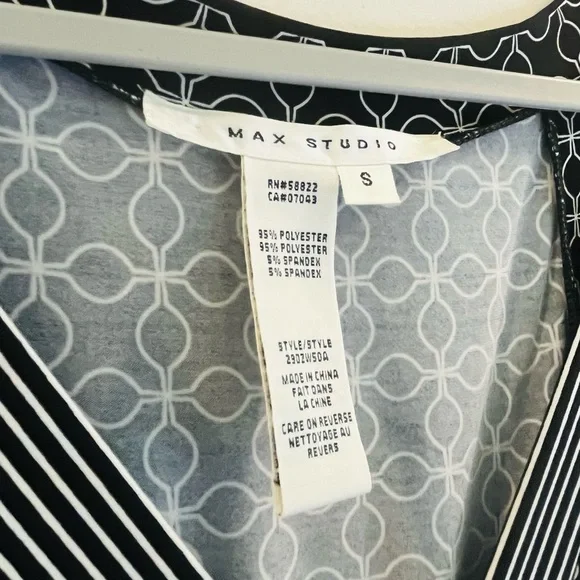 MAX STUDIO
S
RN#58822
CA#07043
95% POLYESTER
95% POLYESTER
5% SPANDEX
5% SPANDEX
STYLE/STYLE
2902W50A
MADE IN CHINA
FAIT DANS
LA CHINE
CARE ON REVERSE
NETTOYAGE AU
REVERS